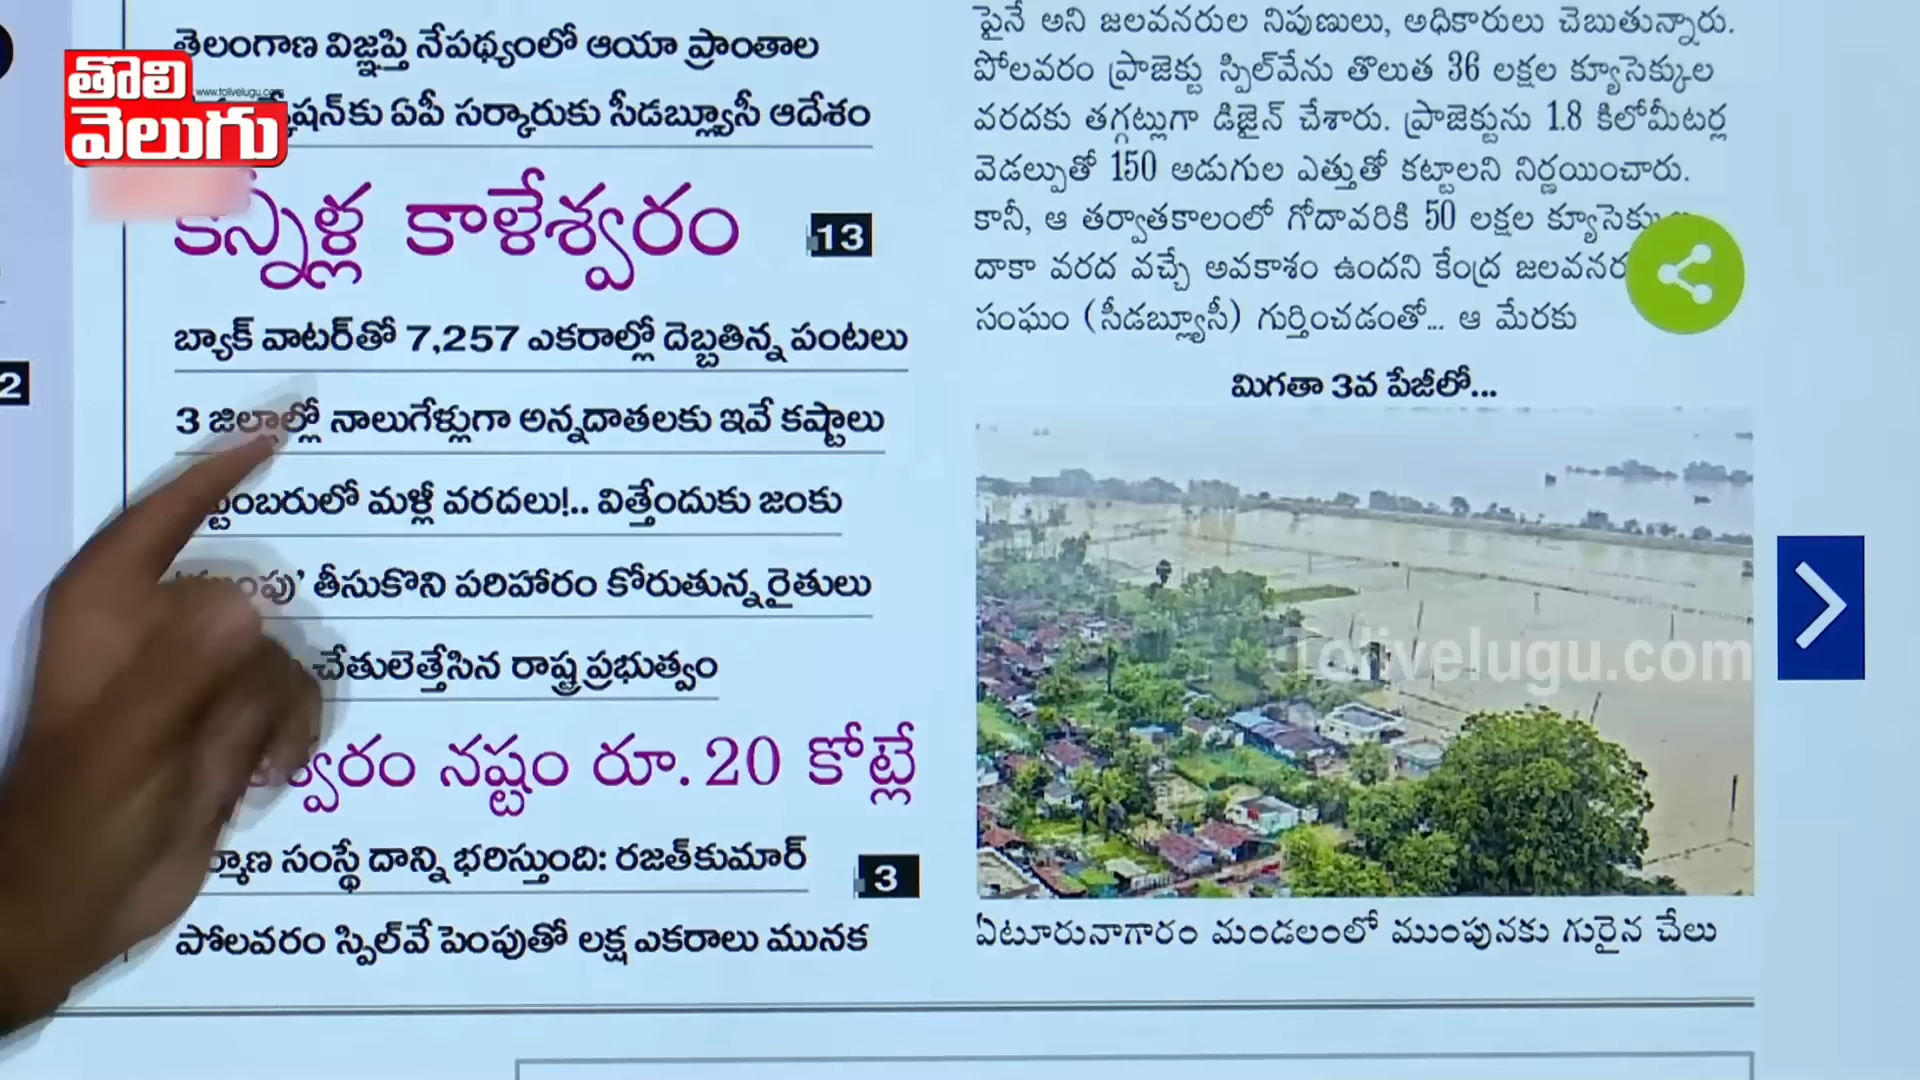 తెలంగాణ విజ్ఞప్తి నేపథ్యంలో ఆయా ప్రాంతాల
ఏపీ సర్కారుకు సీడబ్ల్యూసీ ఆదేశం
తొలి
వెలుగు
www.tolivelugu.com
కన్నీళ్ల కాళేశ్వరం
13
బ్యాక్ వాటర్‌తో 7,257 ఎకరాల్లో దెబ్బతిన్న పంటలు
3 జిల్లాల్లో నాలుగేళ్లుగా అన్నదాతలకు ఇవే కష్టాలు
మళ్లీ వరదలు!.. విత్తేందుకు జంకు
తీసుకొని పరిహారం కోరుతున్న రైతులు
చేతులెత్తేసిన రాష్ట్ర ప్రభుత్వం
నష్టం రూ. 20 కోట్లే
సంస్థే దాన్ని భరిస్తుంది: రజత్‌కుమార్
3
పోలవరం స్పిల్‌వే పెంపుతో లక్ష ఎకరాలు మునక
2
పైనే అని జలవనరుల నిపుణులు, అధికారులు చెబుతున్నారు.
పోలవరం ప్రాజెక్టు స్పిల్‌వేను తొలుత 36 లక్షల క్యూసెక్కుల
వరదకు తగ్గట్లుగా డిజైన్ చేశారు. ప్రాజెక్టును 1.8 కిలోమీటర్ల
వెడల్పుతో 150 అడుగుల ఎత్తుతో కట్టాలని నిర్ణయించారు.
కానీ, ఆ తర్వాతకాలంలో గోదావరికి 50 లక్షల
దాకా వరద వచ్చే అవకాశం ఉందని కేంద్ర
సంఘం (సీడబ్ల్యూసీ) గుర్తించడంతో... ఆ మేరకు
మిగతా 3వ పేజీలో...
Tolivelugu.com
ఏటూరునాగారం మండలంలో ముంపునకు గురైన చేలు